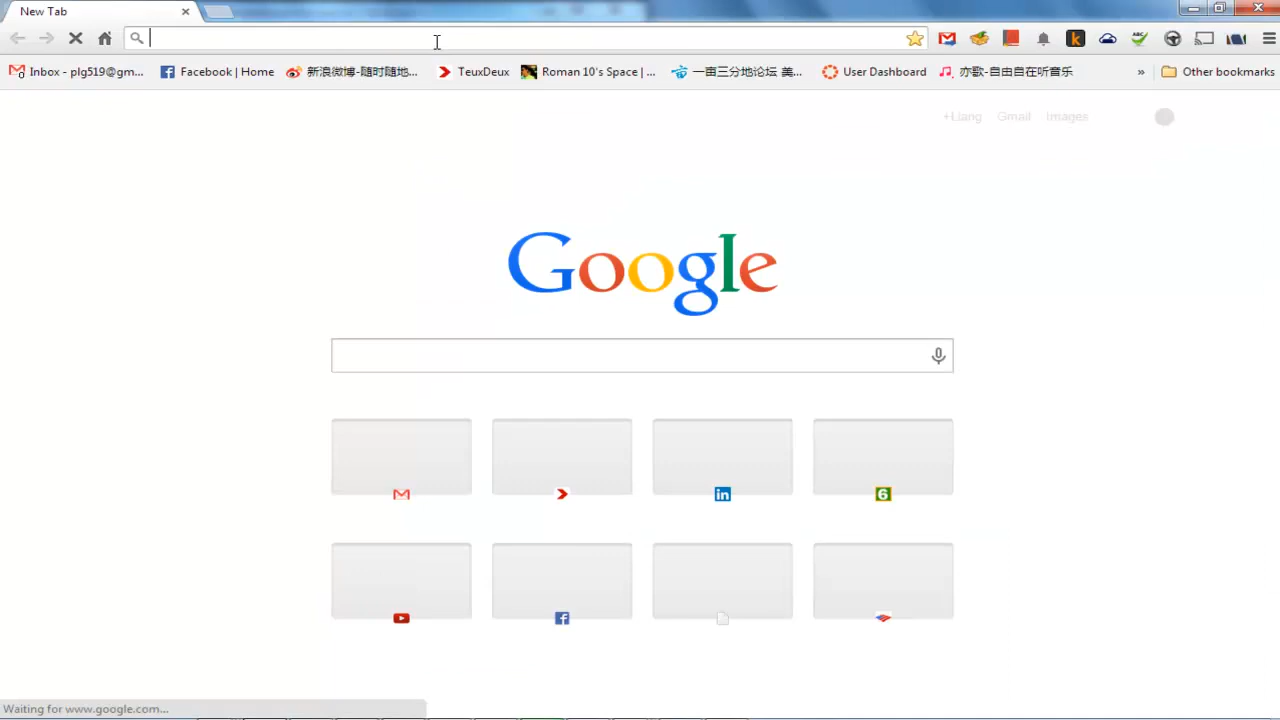 New Tab
Inbox - plg519@gm...
Facebook | Home
新浪微博-随时随地...
TeuxDeux
Roman 10's Space | ...
一亩三分地论坛 美...
User Dashboard
亦歌-自由自在听音乐
»
Other bookmarks
+Liang Gmail Images
Google
in
6
Waiting for www.google.com...